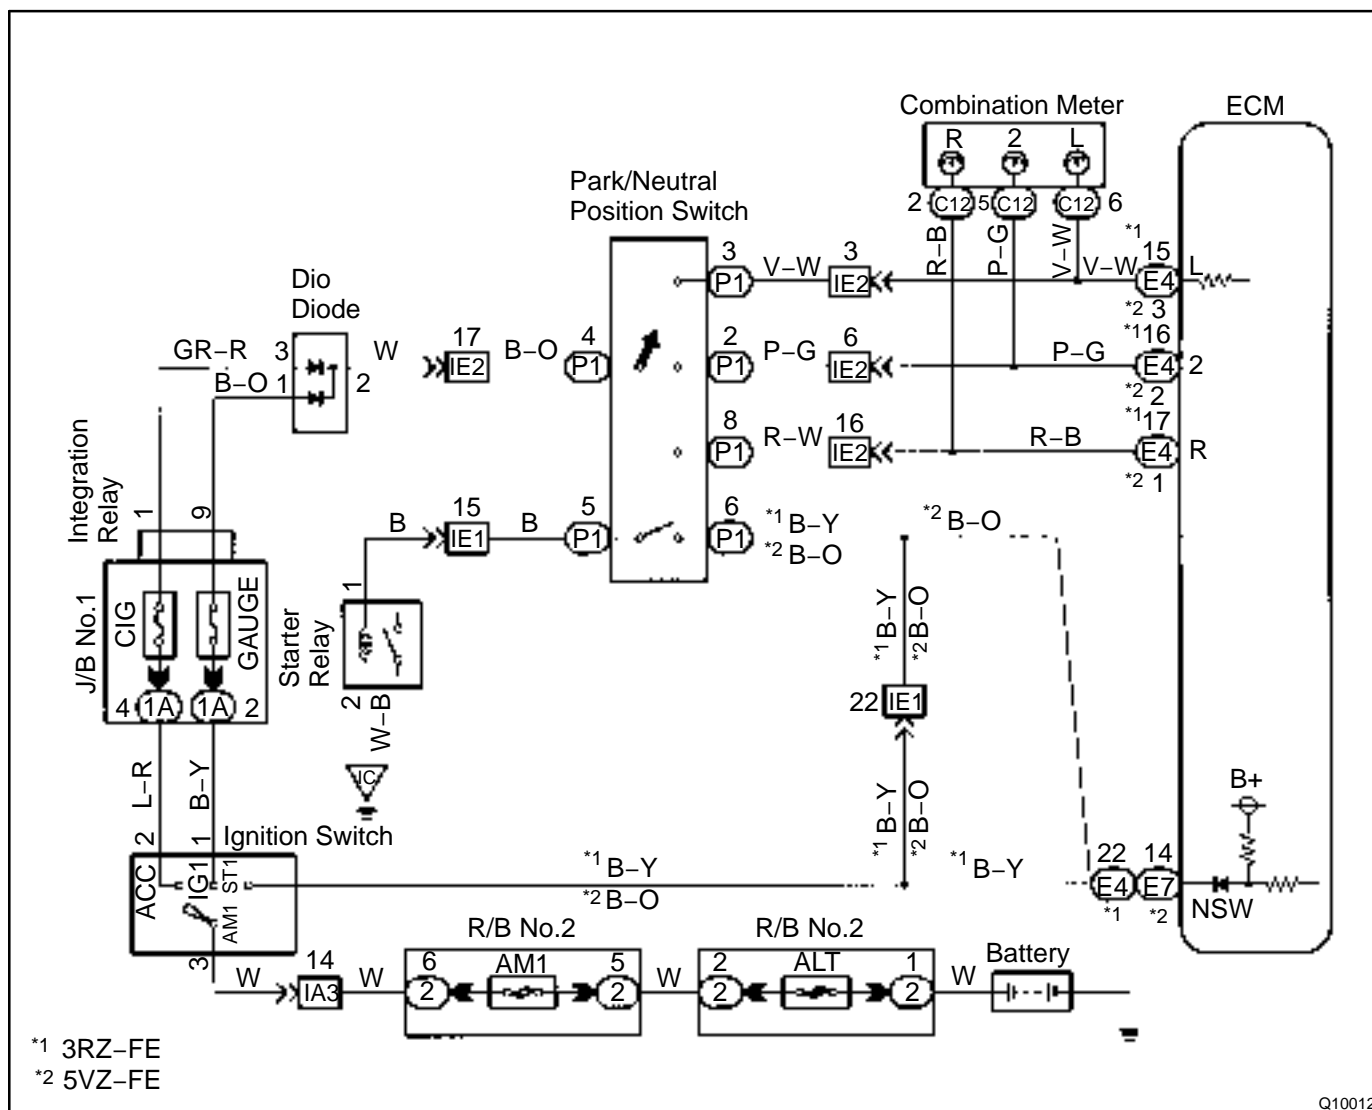 Combination Meter
ECM
R 2 L
Park/Neutral
Position Switch
2 C12 5 C12 C12 6
R–B
P–G
V–W
*1
3
V–W
3
V–W
15
P1
IE2
E4
L
*2 3
Dio
Diode
GR–R
3
W
17
B–O
4
2
P–G
6
P–G
*1 16
B–O
1
2
IE2
P1
P1
IE2
E4
2
*2 2
8
R–W
16
R–B
*1 17
P1
IE2
E4
R
*2 1
Integration
Relay
1
9
B
15
B
5
6
*1 B–Y
*2 B–O
IE1
P1
P1
*2 B–O
J/B No.1
CIG
GAUGE
4 1A 1A 2
Starter
Relay
1
2
W–B
IC
*1 B–Y
*2 B–O
22 IE1
*1 B–Y
*2 B–O
B+
L–R
B–Y
2
1
Ignition Switch
ACC
IG1
ST1
AM1
3
*1 B–Y
*2 B–O
*1 B–Y
22 14
E4 E7
*1 *2
NSW
R/B No.2
R/B No.2
W
14
W
6
AM1
5
W
2
ALT
1
W
Battery
IA3
2
2
2
2
*1 3RZ–FE
*2 5VZ–FE
Q10012